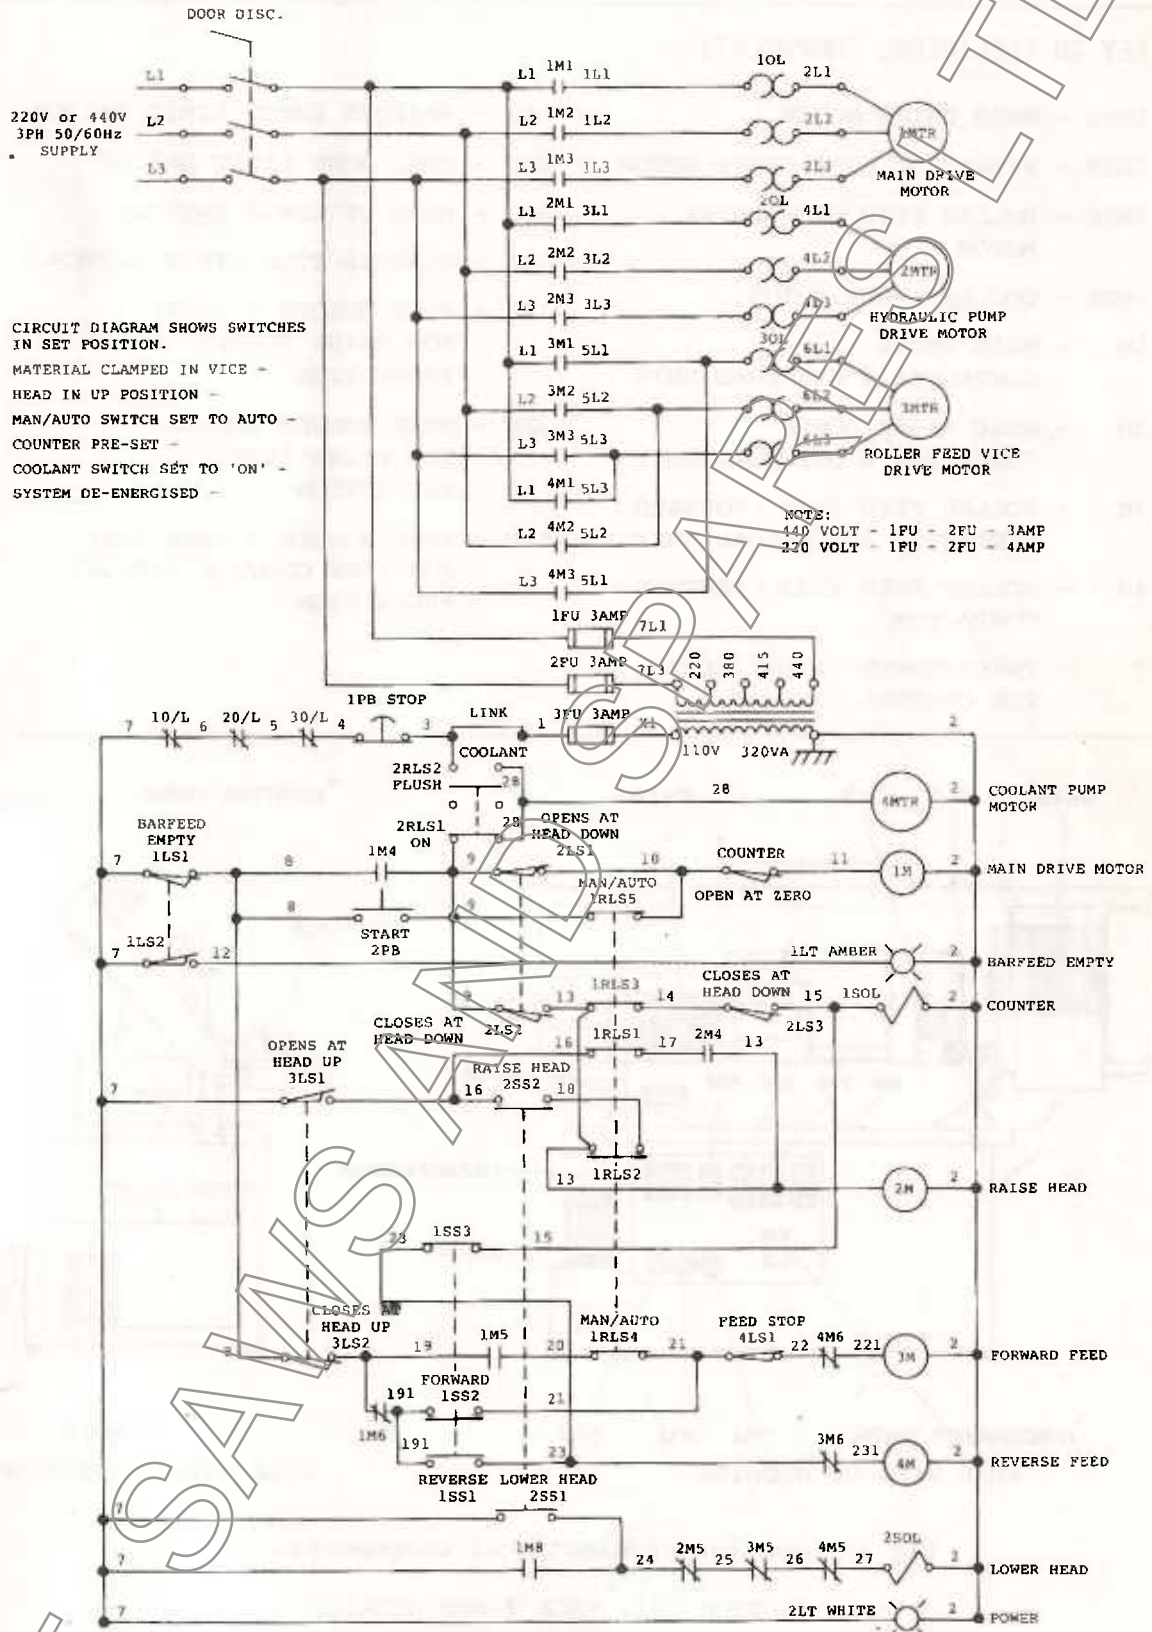 DOOR DISC.
L1
L1 1M1 1L1
1OL
2L1
220V or 440V
3PH 50/60Hz
SUPPLY
L2
L2 1M2 1L2
2L2
1MTR
L3
L3 1M3 1L3
2L3
MAIN DRIVE
MOTOR
L1 2M1 3L1
2OL
4L1
L2 2M2 3L2
4L2
2MTR
L3 2M3 3L3
4L3
HYDRAULIC PUMP
DRIVE MOTOR
CIRCUIT DIAGRAM SHOWS SWITCHES
IN SET POSITION.
MATERIAL CLAMPED IN VICE -
HEAD IN UP POSITION -
MAN/AUTO SWITCH SET TO AUTO -
COUNTER PRE-SET -
COOLANT SWITCH SET TO 'ON' -
SYSTEM DE-ENERGISED -
L1 3M1 5L1
3OL
6L1
L2 3M2 5L2
6L2
3MTR
L3 3M3 5L3
6L3
ROLLER FEED VICE
DRIVE MOTOR
L1 4M1 5L3
L2 4M2 5L2
L3 4M3 5L1
NOTE:
440 VOLT - 1FU - 2FU - 3AMP
220 VOLT - 1FU - 2FU - 4AMP
1FU 3AMP
7L1
2FU 3AMP
7L3
220 380 415 440
1PB STOP
7 10/L 6 20/L 5 30/L 4 3
LINK
1 3FU 3AMP X1
110V 320VA
2
COOLANT
2RLS2
FLUSH
28
28
4MTR
2
COOLANT PUMP
MOTOR
2RLS1
ON
28
OPENS AT
HEAD DOWN
2LS1
BARFEED
EMPTY
1LS1
7 8 1M4 9 10
COUNTER
11 1M 2
MAIN DRIVE MOTOR
OPEN AT ZERO
MAN/AUTO
1RLS5
8 9
START
2PB
7 1LS2 12
1LT AMBER
2
BARFEED EMPTY
9
CLOSES AT
HEAD DOWN
2LS2
13 1RLS3 14
CLOSES AT
HEAD DOWN
2LS3
15 1SOL 2
COUNTER
16 1RLS1 17 2M4 13
OPENS AT
HEAD UP
3LS1
7
RAISE HEAD
2SS2
16 18
13 1RLS2
2M 2
RAISE HEAD
23 1SS3 15
CLOSES AT
HEAD UP
3LS2
19 1M5 20
MAN/AUTO
1RLS4
21
FEED STOP
4LS1
22 4M6 221 3M 2
FORWARD FEED
191
FORWARD
1SS2
21
1M6
191 23
3M6 231 4M 2
REVERSE FEED
REVERSE
1SS1
LOWER HEAD
2SS1
7
7 1M8 24 2M5 25 3M5 26 4M5 27 2SOL 2
LOWER HEAD
7 2LT WHITE 2
POWER
SAWS AND SPARES LTD